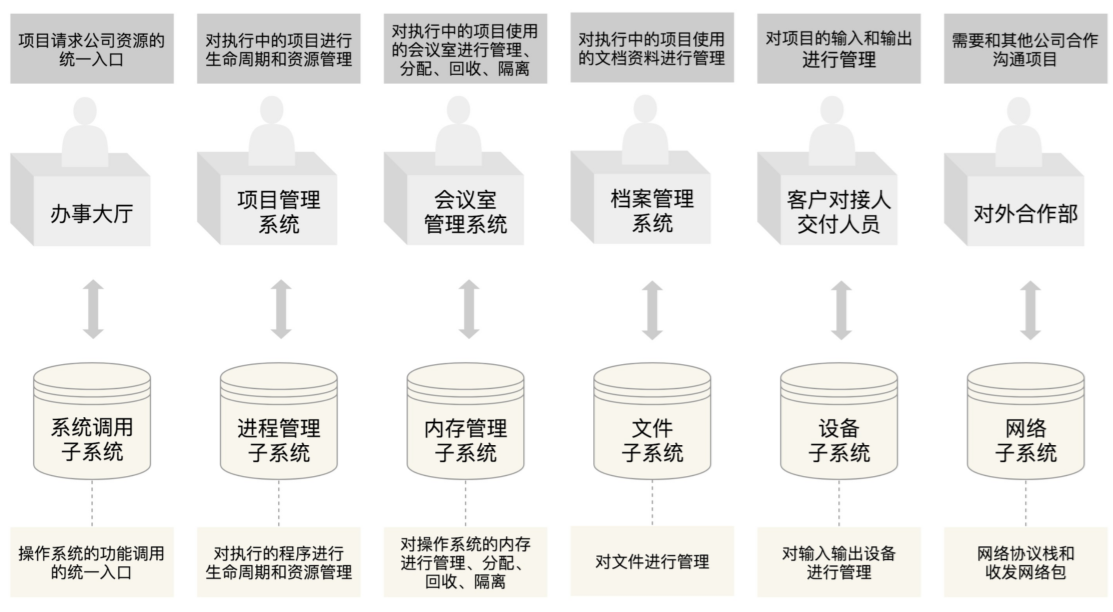 项目请求公司资源的
统一入口
对执行中的项目进行
生命周期和资源管理
对执行中的项目使用
的会议室进行管理、
分配、回收、隔离
对执行中的项目使用
的文档资料进行管理
对项目的输入和输出
进行管理
需要和其他公司合作
沟通项目
办事大厅
项目管理
系统
会议室
管理系统
档案管理
系统
客户对接人
交付人员
对外合作部
系统调用
子系统
进程管理
子系统
内存管理
子系统
文件
子系统
设备
子系统
网络
子系统
操作系统的功能调用
的统一入口
对执行的程序进行
生命周期和资源管理
对操作系统的内存
进行管理、分配、
回收、隔离
对文件进行管理
对输入输出设备
进行管理
网络协议栈和
收发网络包